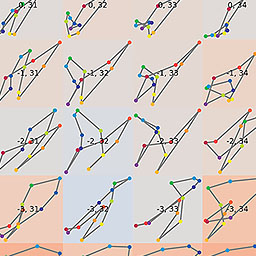 0, 31 0, 32 0, 33 0, 34
-1, 31 -1, 32 -1, 33 -1, 34
-2, 31 -2, 32 -2, 33 -2, 34
-3, 31 -3, 32 -3, 33 -3, 34